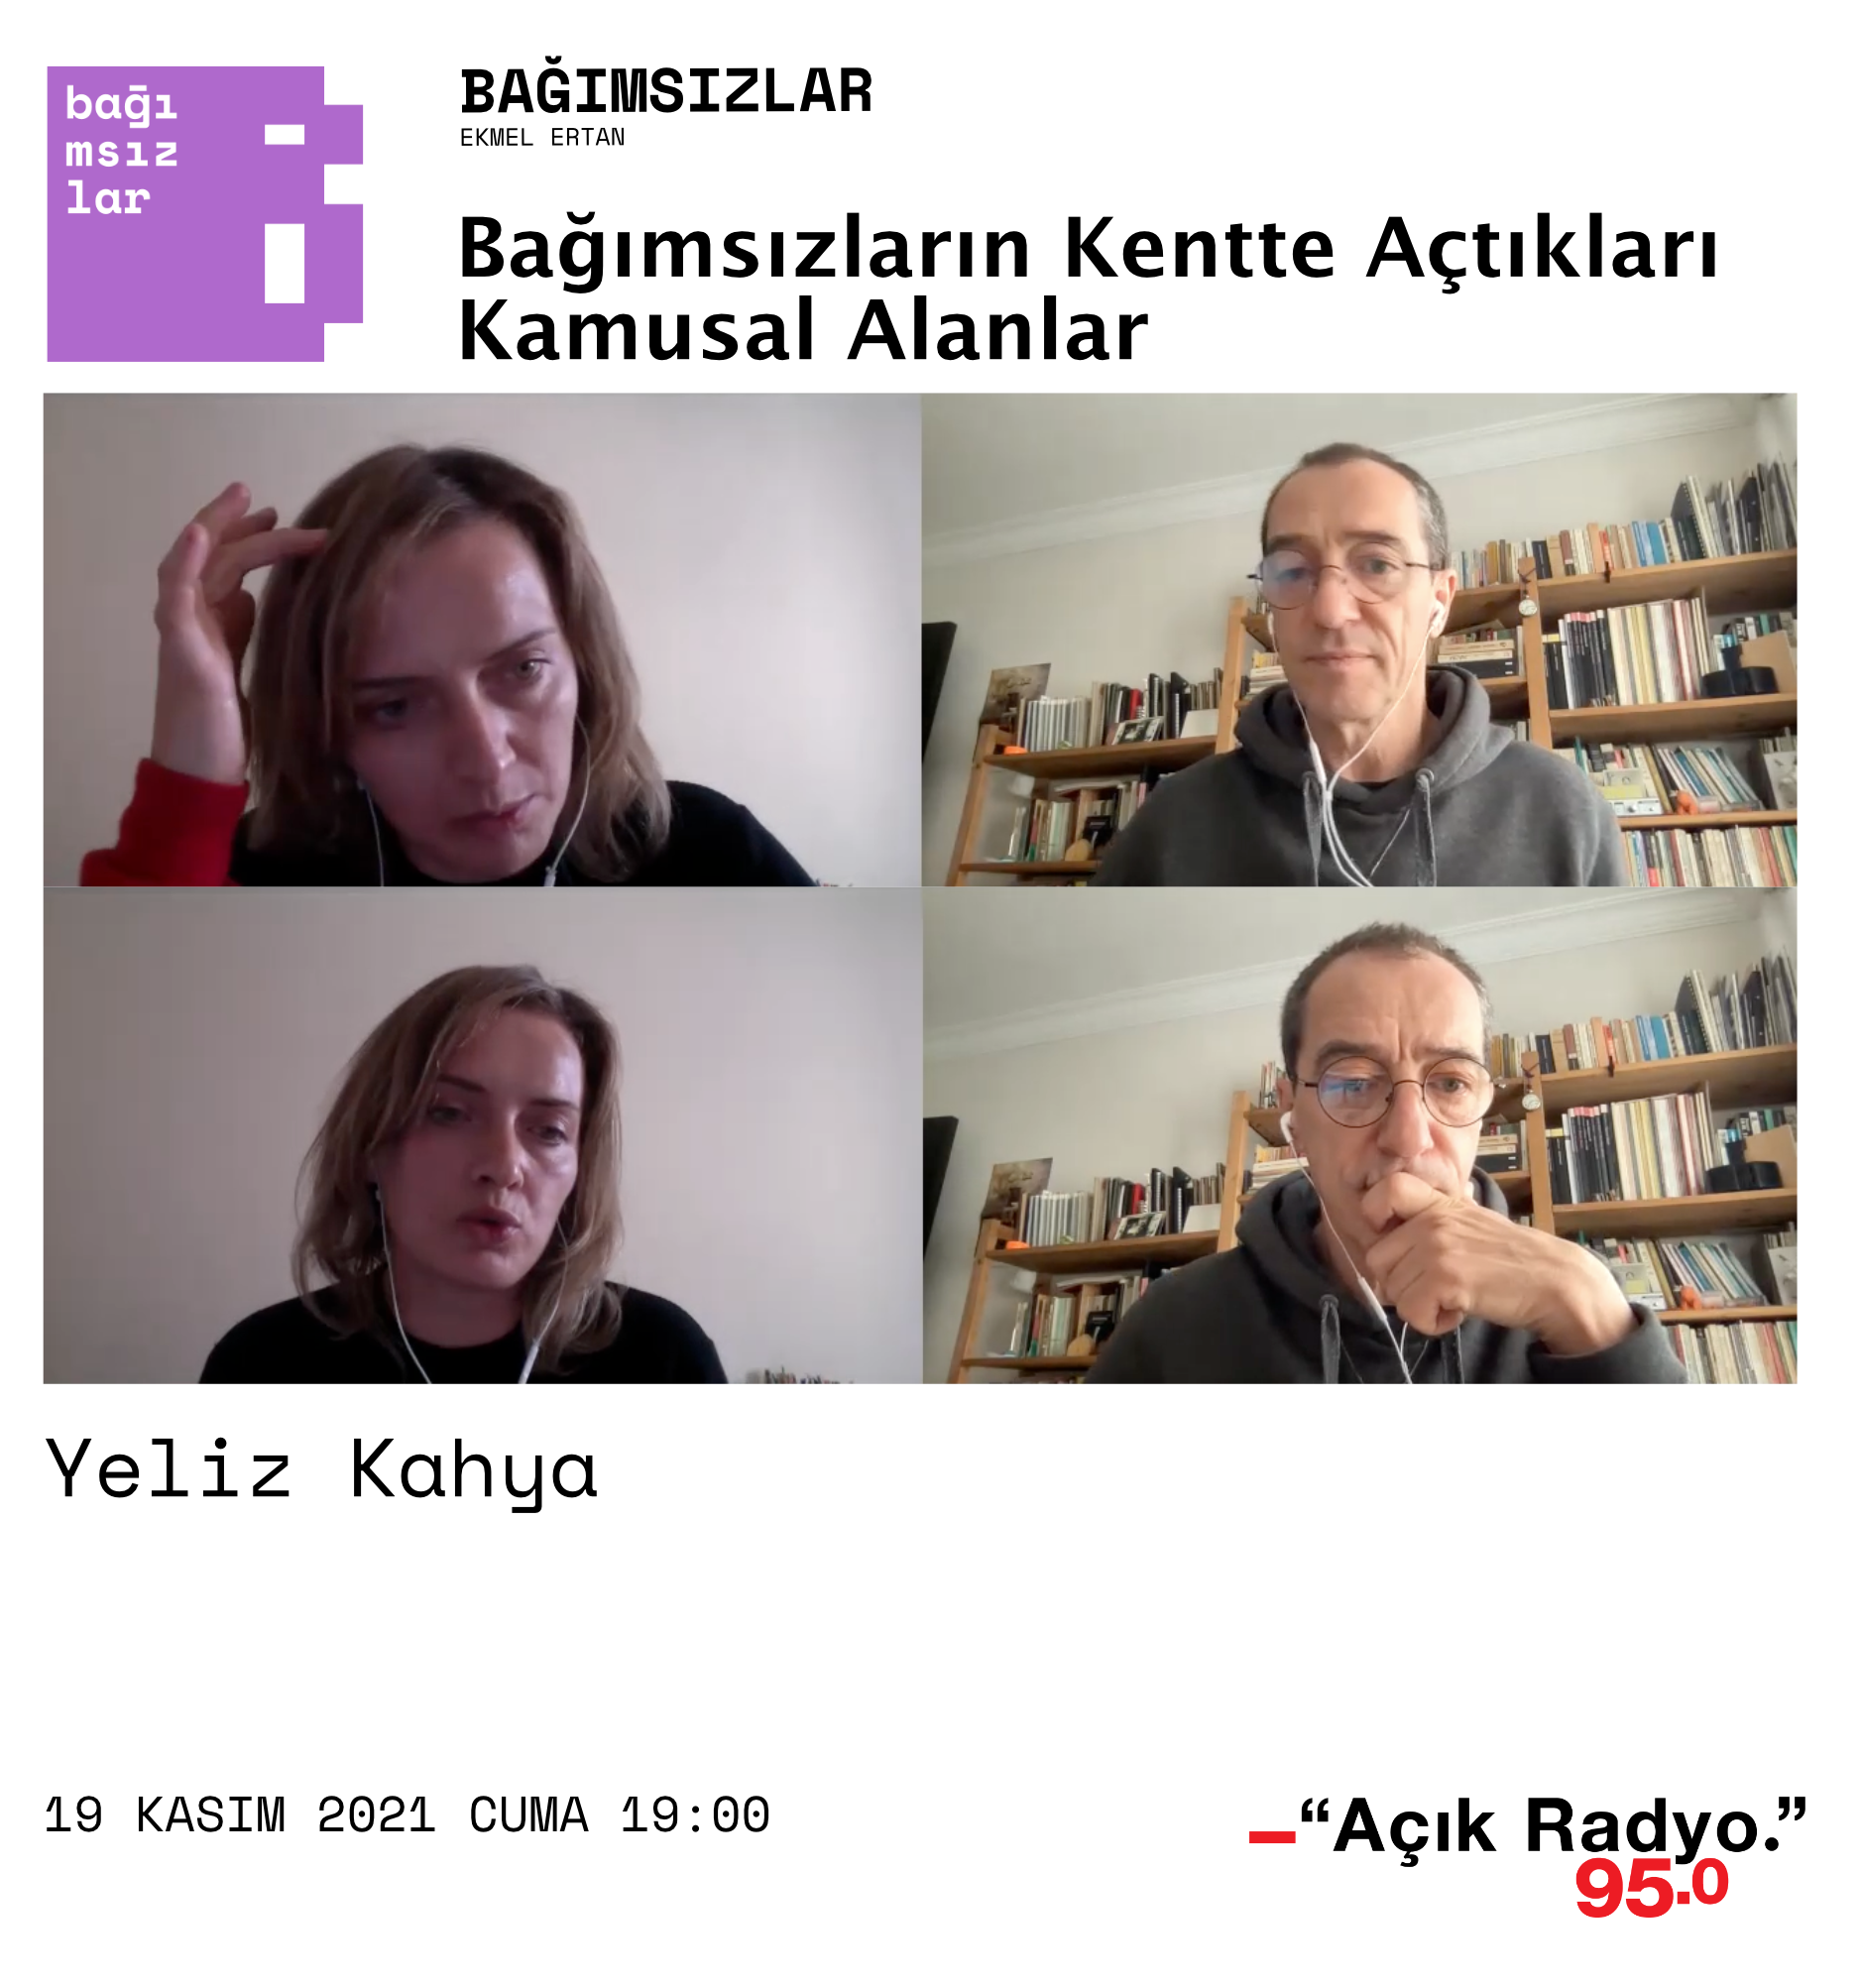 bağı
msız
lar
BAĞIMSIZLAR
EKMEL ERTAN
Bağımsızların Kentte Açtıkları
Kamusal Alanlar
Yeliz Kahya
19 KASIM 2021 CUMA 19:00
“Açık Radyo.”
95.0